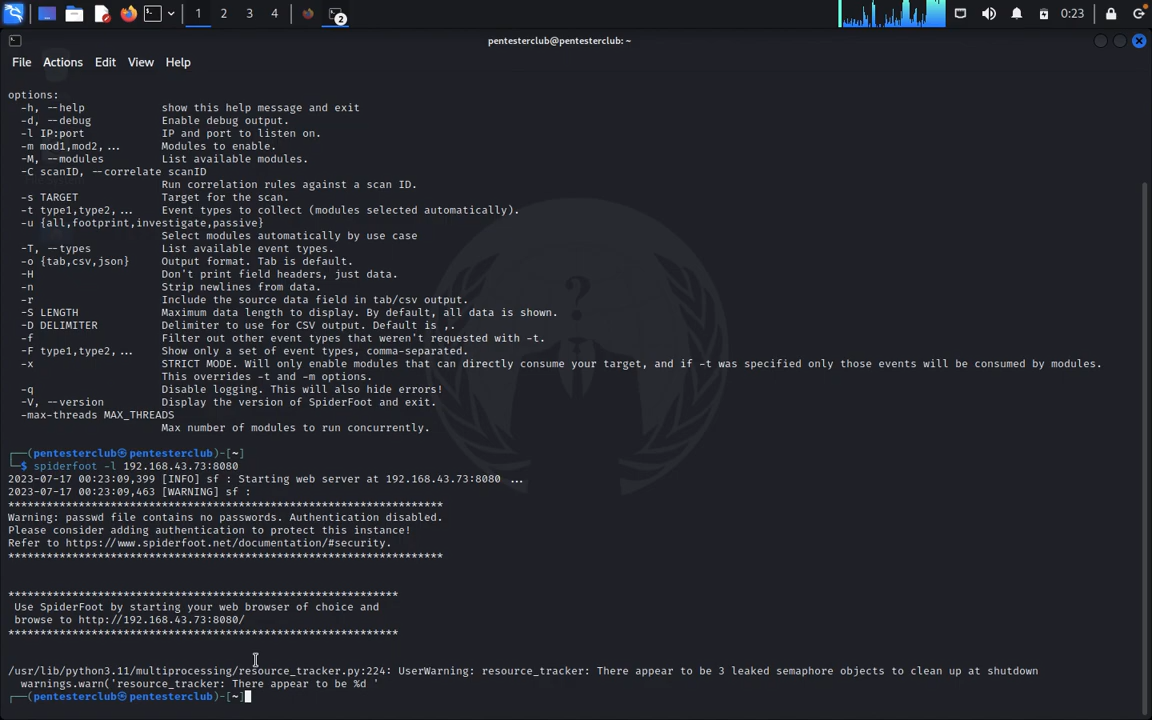 1 2 3 4 2 0:23
pentesterclub@pentesterclub: ~
File Actions Edit View Help
options:
-h, --help show this help message and exit
-d, --debug Enable debug output.
-l IP:port IP and port to listen on.
-m mod1,mod2,... Modules to enable.
-M, --modules List available modules.
-C scanID, --correlate scanID
Run correlation rules against a scan ID.
-s TARGET Target for the scan.
-t type1,type2,... Event types to collect (modules selected automatically).
-u {all,footprint,investigate,passive}
Select modules automatically by use case
-T, --types List available event types.
-o {tab,csv,json} Output format. Tab is default.
-H Don't print field headers, just data.
-n Strip newlines from data.
-r Include the source data field in tab/csv output.
-S LENGTH Maximum data length to display. By default, all data is shown.
-D DELIMITER Delimiter to use for CSV output. Default is ,.
-f Filter out other event types that weren't requested with -t.
-F type1,type2,... Show only a set of event types, comma-separated.
-x STRICT MODE. Will only enable modules that can directly consume your target, and if -t was specified only those events will be consumed by modules.
This overrides -t and -m options.
-q Disable logging. This will also hide errors!
-V, --version Display the version of SpiderFoot and exit.
-max-threads MAX_THREADS
Max number of modules to run concurrently.
┌──(pentesterclub㉿pentesterclub)-[~]
└─$ spiderfoot -l 192.168.43.73:8080
2023-07-17 00:23:09,399 [INFO] sf : Starting web server at 192.168.43.73:8080 ...
2023-07-17 00:23:09,463 [WARNING] sf :
********************************************************************
Warning: passwd file contains no passwords. Authentication disabled.
Please consider adding authentication to protect this instance!
Refer to https://www.spiderfoot.net/documentation/#security.
********************************************************************
*************************************************************
Use SpiderFoot by starting your web browser of choice and
browse to http://192.168.43.73:8080/
*************************************************************
/usr/lib/python3.11/multiprocessing/resource_tracker.py:224: UserWarning: resource_tracker: There appear to be 3 leaked semaphore objects to clean up at shutdown
warnings.warn('resource_tracker: There appear to be %d '
┌──(pentesterclub㉿pentesterclub)-[~]